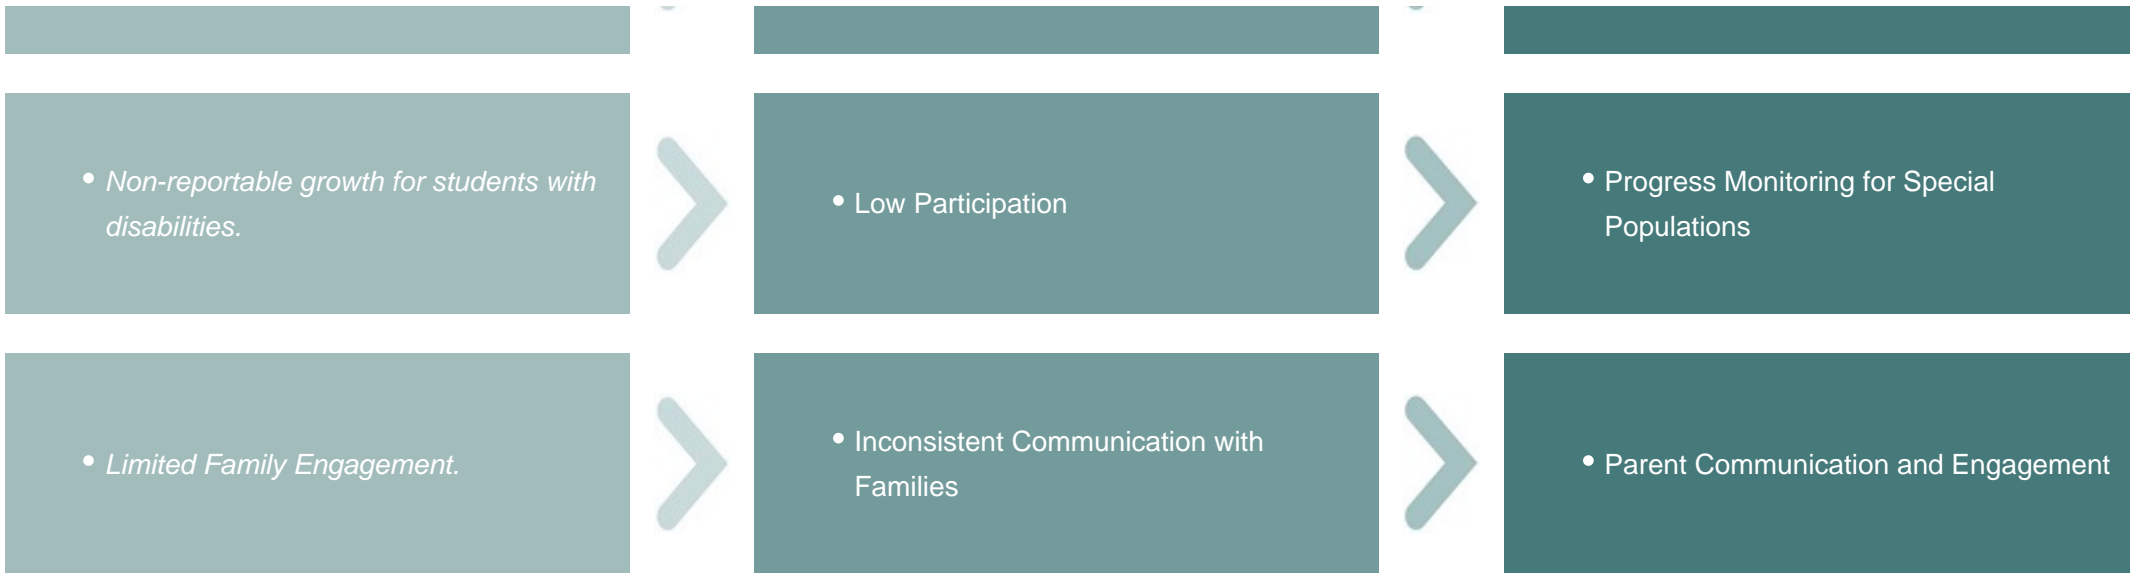 • Non-reportable growth for students with
disabilities.
• Low Participation
• Progress Monitoring for Special
Populations
• Limited Family Engagement.
• Inconsistent Communication with
Families
• Parent Communication and Engagement